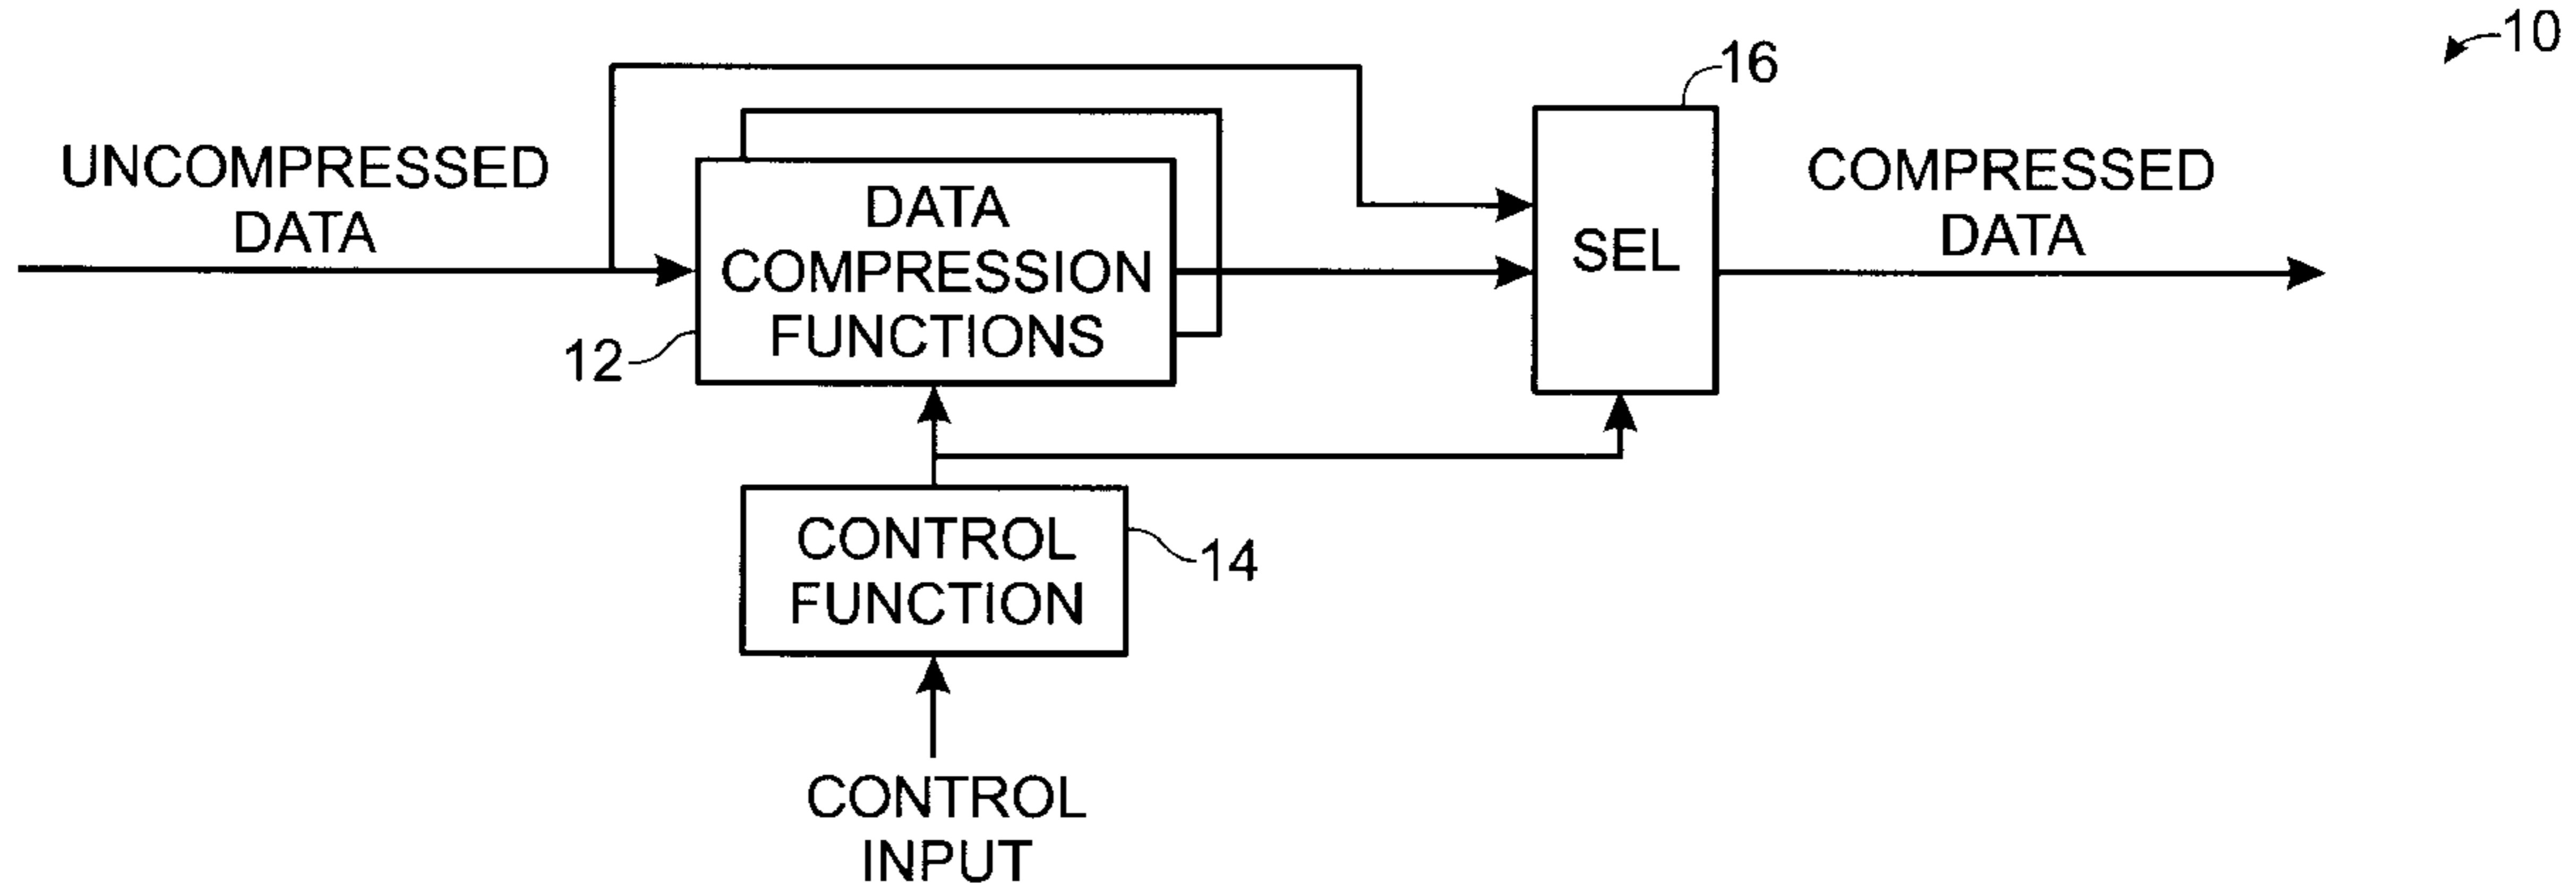 10
16
UNCOMPRESSED
DATA
DATA
COMPRESSION
FUNCTIONS
12
SEL
COMPRESSED
DATA
CONTROL
FUNCTION
14
CONTROL
INPUT